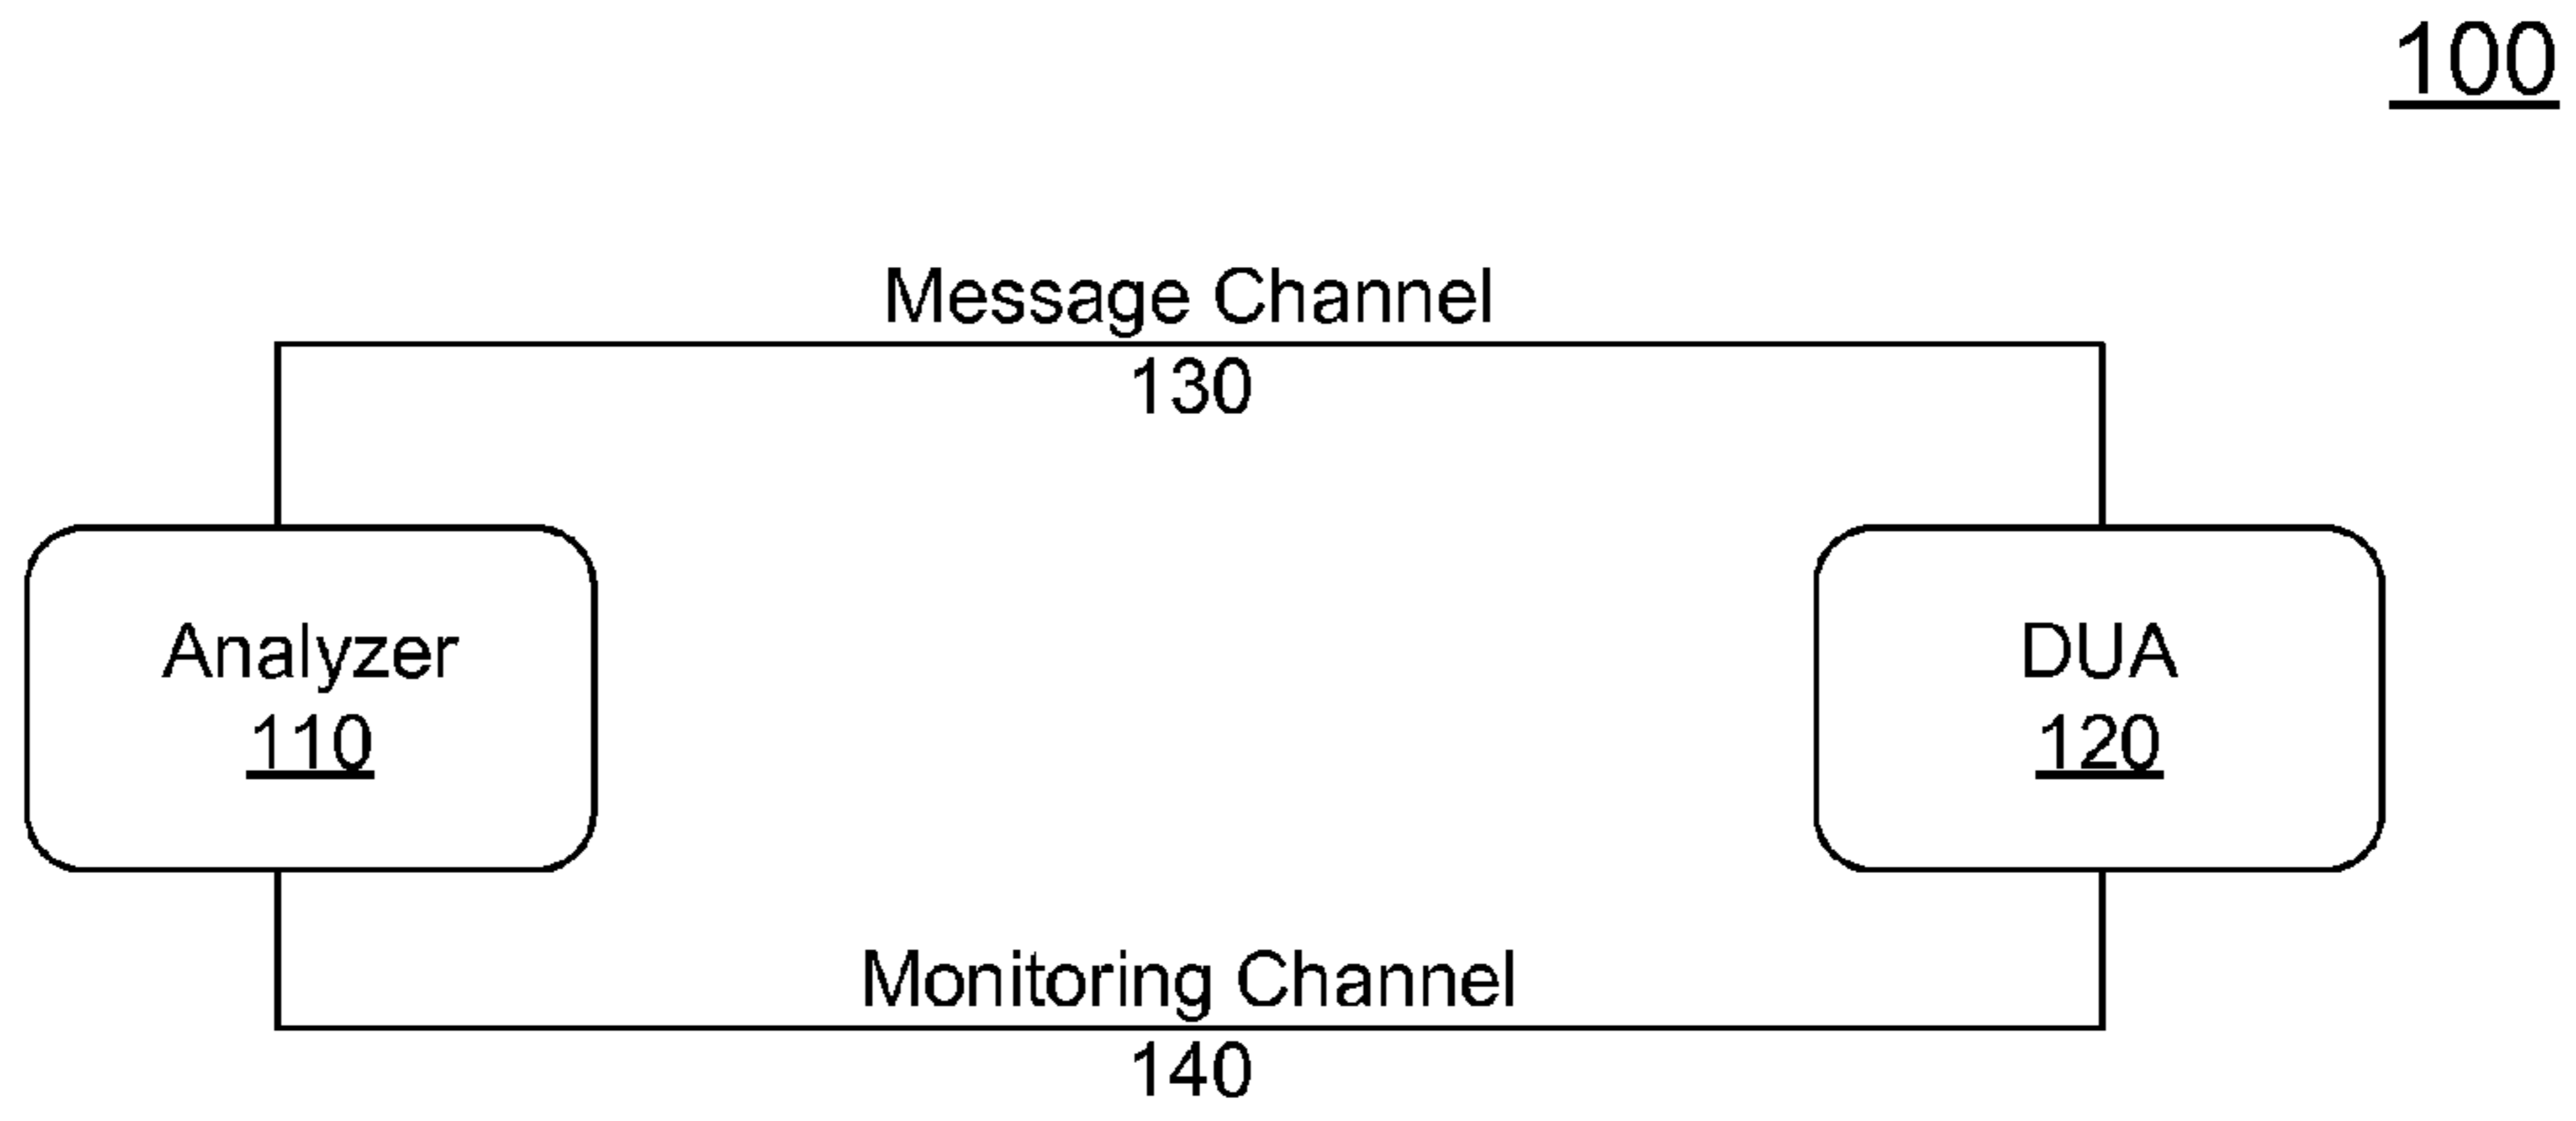 100
Message Channel
130
Analyzer
110
DUA
120
Monitoring Channel
140